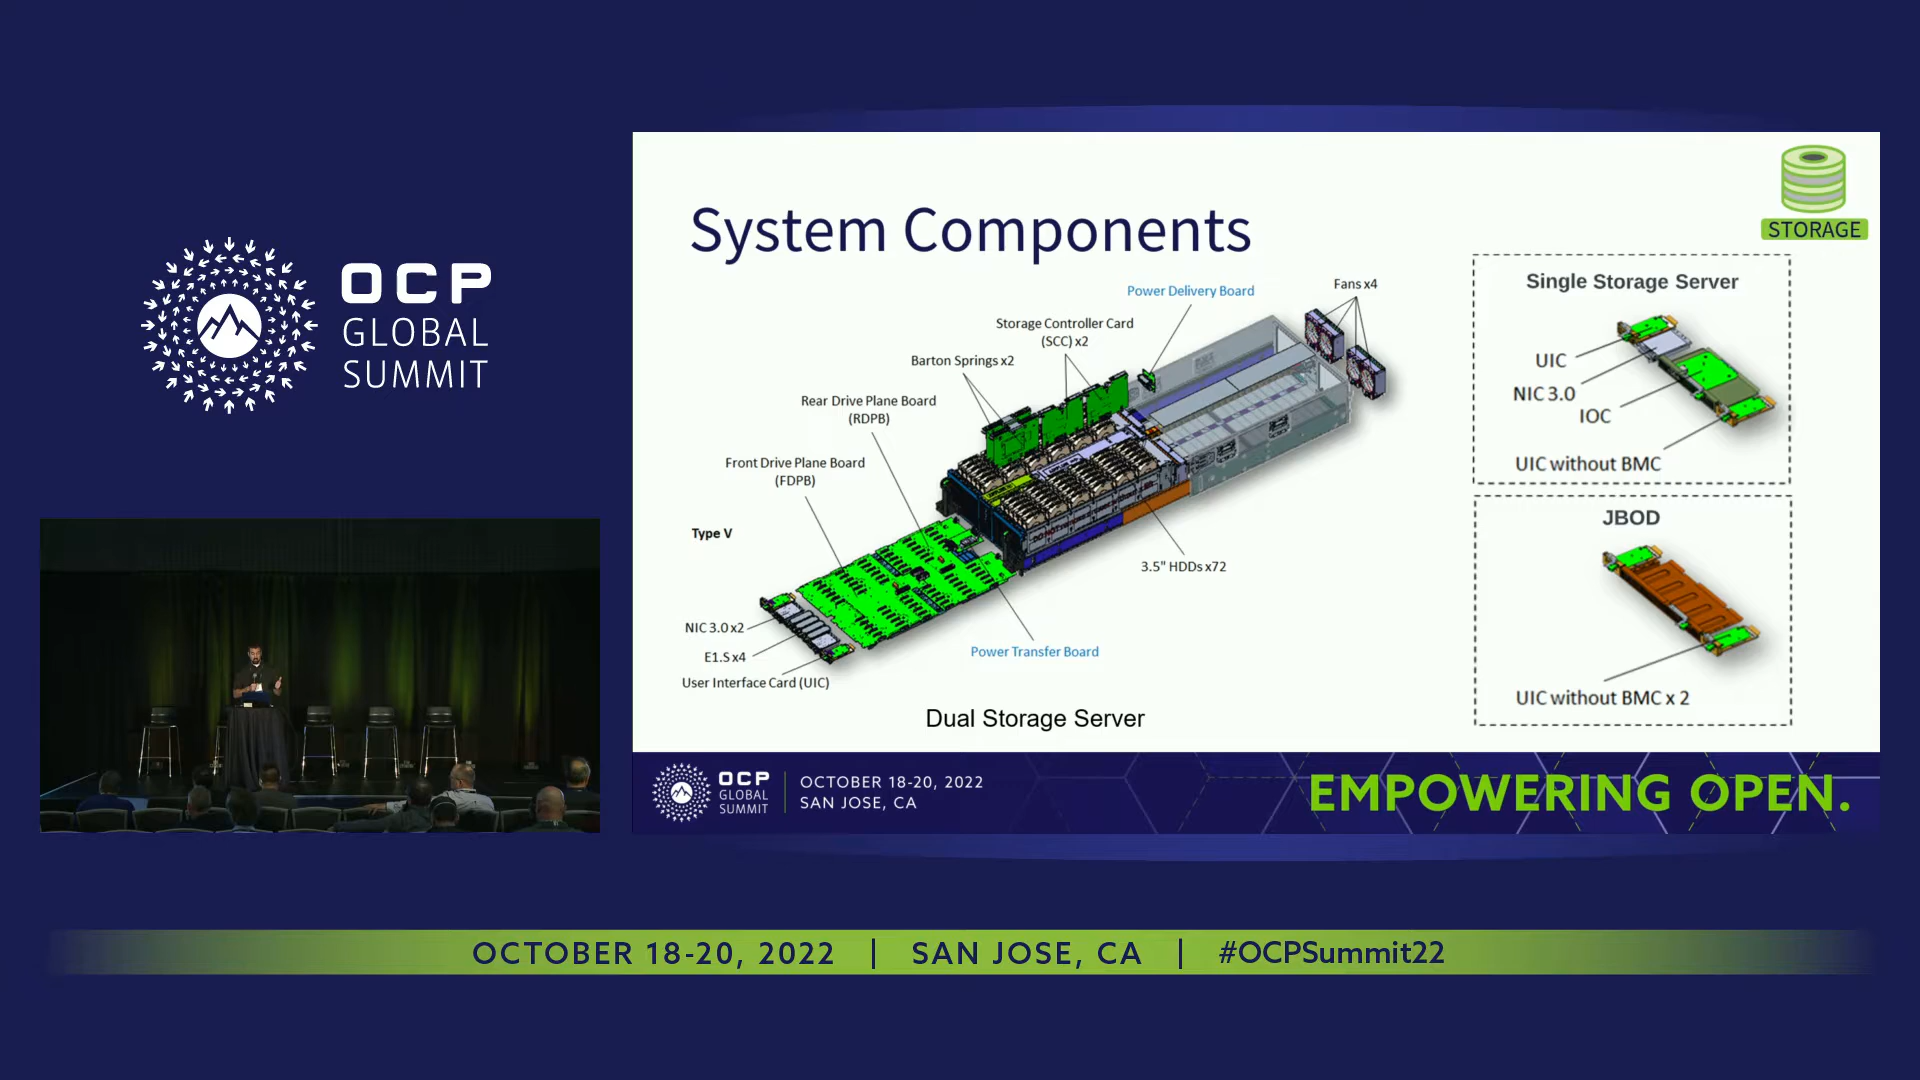 OCP
GLOBAL
SUMMIT
System Components
STORAGE
Power Delivery Board
Fans x4
Storage Controller Card
(SCC) x2
Barton Springs x2
Rear Drive Plane Board
(RDPB)
Front Drive Plane Board
(FDPB)
Type V
3.5" HDDs x72
NIC 3.0 x2
E1.S x4
User Interface Card (UIC)
Power Transfer Board
Dual Storage Server
Single Storage Server
UIC
NIC 3.0
IOC
UIC without BMC
JBOD
UIC without BMC x 2
OCP
GLOBAL
SUMMIT
OCTOBER 18-20, 2022
SAN JOSE, CA
EMPOWERING OPEN.
OCTOBER 18-20, 2022 | SAN JOSE, CA | #OCPSummit22